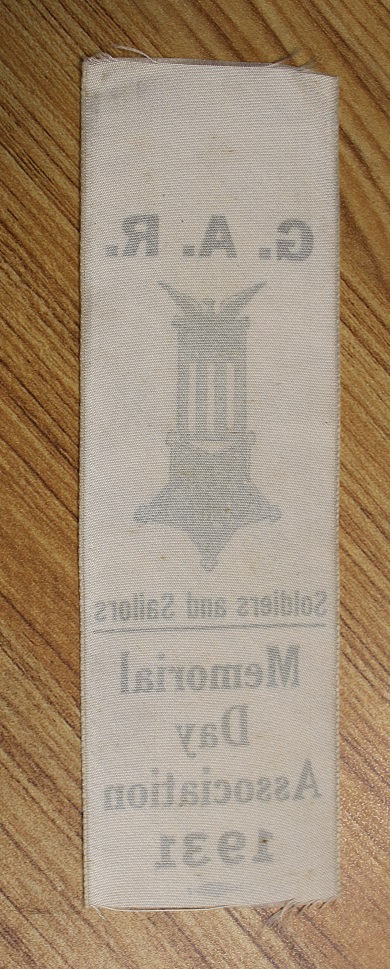 G. A. R.
Soldiers and Sailors
Memorial
Day
Association
1931